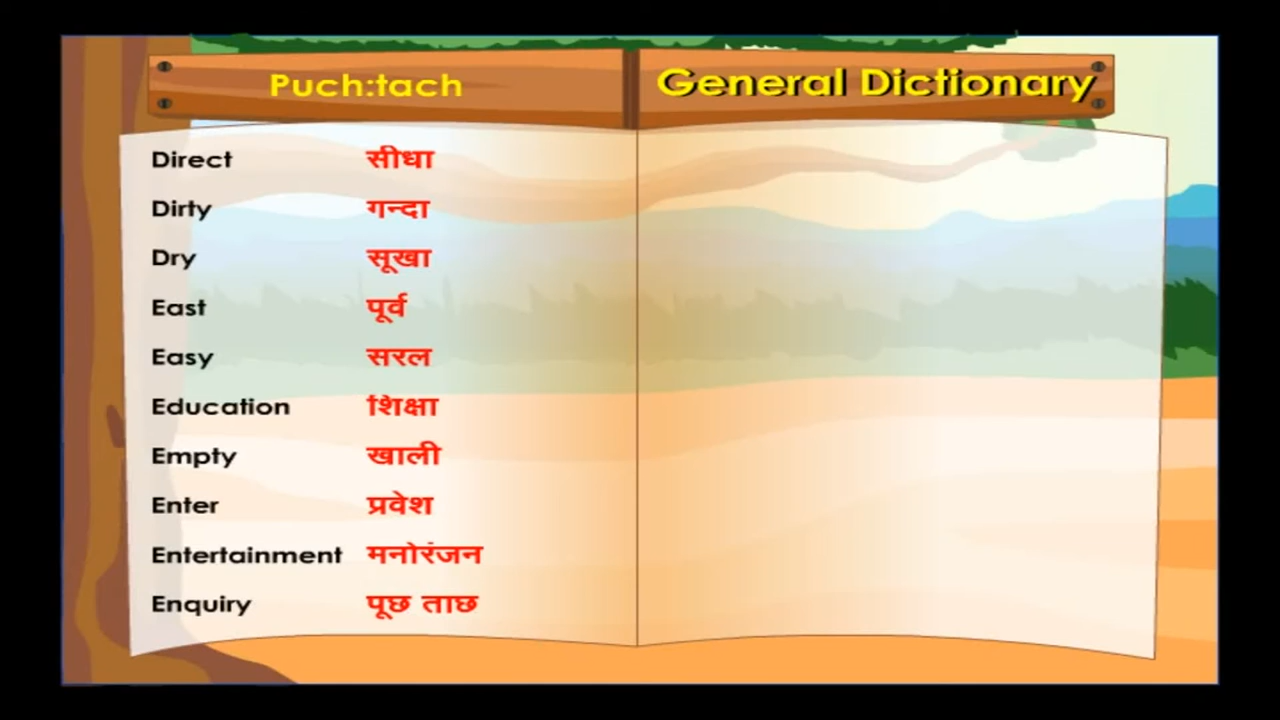 Puch:tach
General Dictionary
Direct सीधा
Dirty गन्दा
Dry सूखा
East पूर्व
Easy सरल
Education शिक्षा
Empty खाली
Enter प्रवेश
Entertainment मनोरंजन
Enquiry पूछ ताछ